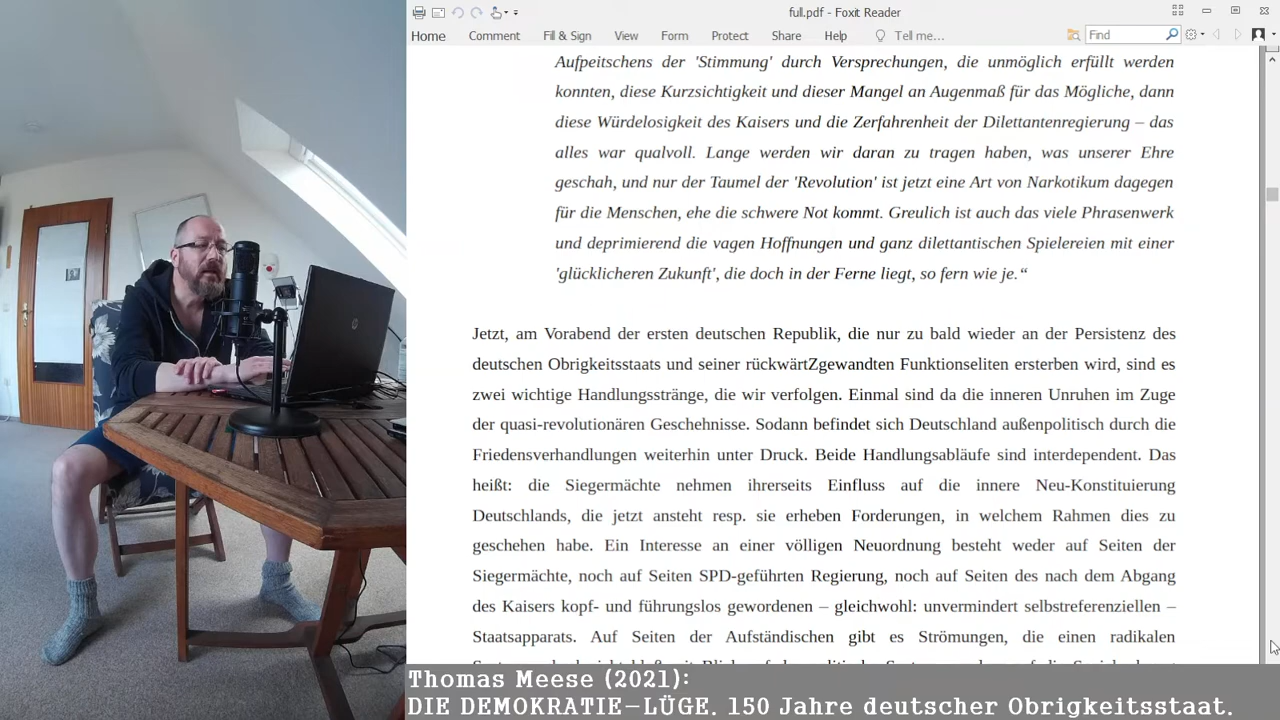 full.pdf - Foxit Reader
Home Comment Fill & Sign View Form Protect Share Help Tell me… Find
Aufpeitschens der 'Stimmung' durch Versprechungen, die unmöglich erfüllt werden
konnten, diese Kurzsichtigkeit und dieser Mangel an Augenmaß für das Mögliche, dann
diese Würdelosigkeit des Kaisers und die Zerfahrenheit der Dilettantenregierung – das
alles war qualvoll. Lange werden wir daran zu tragen haben, was unserer Ehre
geschah, und nur der Taumel der 'Revolution' ist jetzt eine Art von Narkotikum dagegen
für die Menschen, ehe die schwere Not kommt. Greulich ist auch das viele Phrasenwerk
und deprimierend die vagen Hoffnungen und ganz dilettantischen Spielereien mit einer
'glücklicheren Zukunft', die doch in der Ferne liegt, so fern wie je.“
Jetzt, am Vorabend der ersten deutschen Republik, die nur zu bald wieder an der Persistenz des
deutschen Obrigkeitsstaats und seiner rückwärtZgewandten Funktionseliten ersterben wird, sind es
zwei wichtige Handlungsstränge, die wir verfolgen. Einmal sind da die inneren Unruhen im Zuge
der quasi-revolutionären Geschehnisse. Sodann befindet sich Deutschland außenpolitisch durch die
Friedensverhandlungen weiterhin unter Druck. Beide Handlungsabläufe sind interdependent. Das
heißt: die Siegermächte nehmen ihrerseits Einfluss auf die innere Neu-Konstituierung
Deutschlands, die jetzt ansteht resp. sie erheben Forderungen, in welchem Rahmen dies zu
geschehen habe. Ein Interesse an einer völligen Neuordnung besteht weder auf Seiten der
Siegermächte, noch auf Seiten SPD-geführten Regierung, noch auf Seiten des nach dem Abgang
des Kaisers kopf- und führungslos gewordenen – gleichwohl: unvermindert selbstreferenziellen –
Staatsapparats. Auf Seiten der Aufständischen gibt es Strömungen, die einen radikalen
Thomas Meese (2021):
DIE DEMOKRATIE-LÜGE. 150 Jahre deutscher Obrigkeitsstaat.